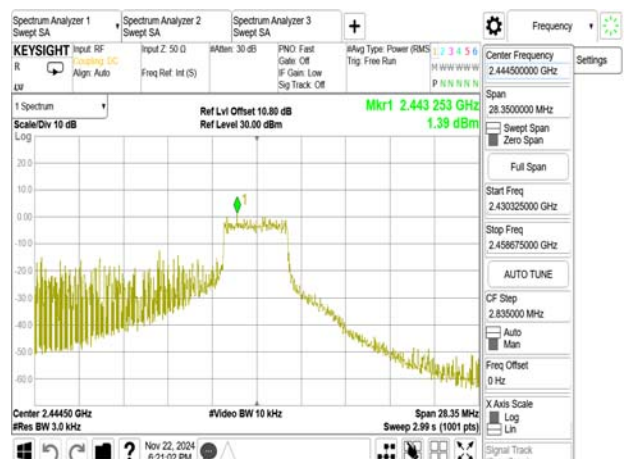 Spectrum Analyzer 1
Swept SA
Spectrum Analyzer 2
Swept SA
Spectrum Analyzer 3
Swept SA
+
Frequency
KEYSIGHT
Input: RF
Coupling: DC
Align: Auto
Input Z: 50 Ω
Freq Ref: Int (S)
#Atten: 30 dB
PNO: Fast
Gate: Off
IF Gain: Low
Sig Track: Off
#Avg Type: Power (RMS
Trig: Free Run
1 2 3 4 5 6
M W W W W W
P N N N N N
R
Center Frequency
2.444500000 GHz
Settings
Span
28.3500000 MHz
Swept Span
Zero Span
Full Span
Start Freq
2.430325000 GHz
Stop Freq
2.458675000 GHz
AUTO TUNE
CF Step
2.835000 MHz
Auto
Man
Freq Offset
0 Hz
X Axis Scale
Log
Lin
Signal Track
1 Spectrum
Scale/Div 10 dB
Log
Ref Lvl Offset 10.80 dB
Ref Level 30.00 dBm
Mkr1 2.443 253 GHz
1.39 dBm
20.0
10.0
0.00
-10.0
-20.0
-30.0
-40.0
-50.0
-60.0
1
Center 2.44450 GHz
#Res BW 3.0 kHz
#Video BW 10 kHz
Span 28.35 MHz
Sweep 2.99 s (1001 pts)
?
Nov 22, 2024
6:21:02 PM